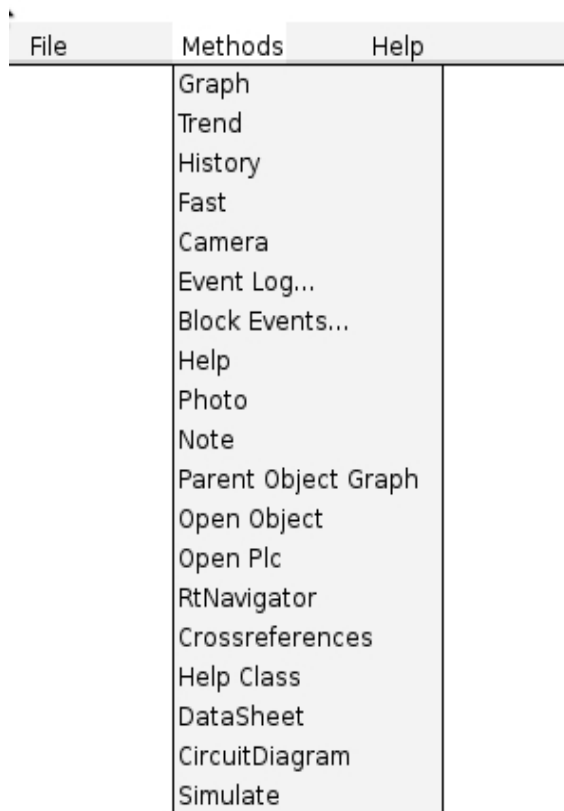 File Methods Help
Graph
Trend
History
Fast
Camera
Event Log...
Block Events...
Help
Photo
Note
Parent Object Graph
Open Object
Open Plc
RtNavigator
Crossreferences
Help Class
DataSheet
CircuitDiagram
Simulate